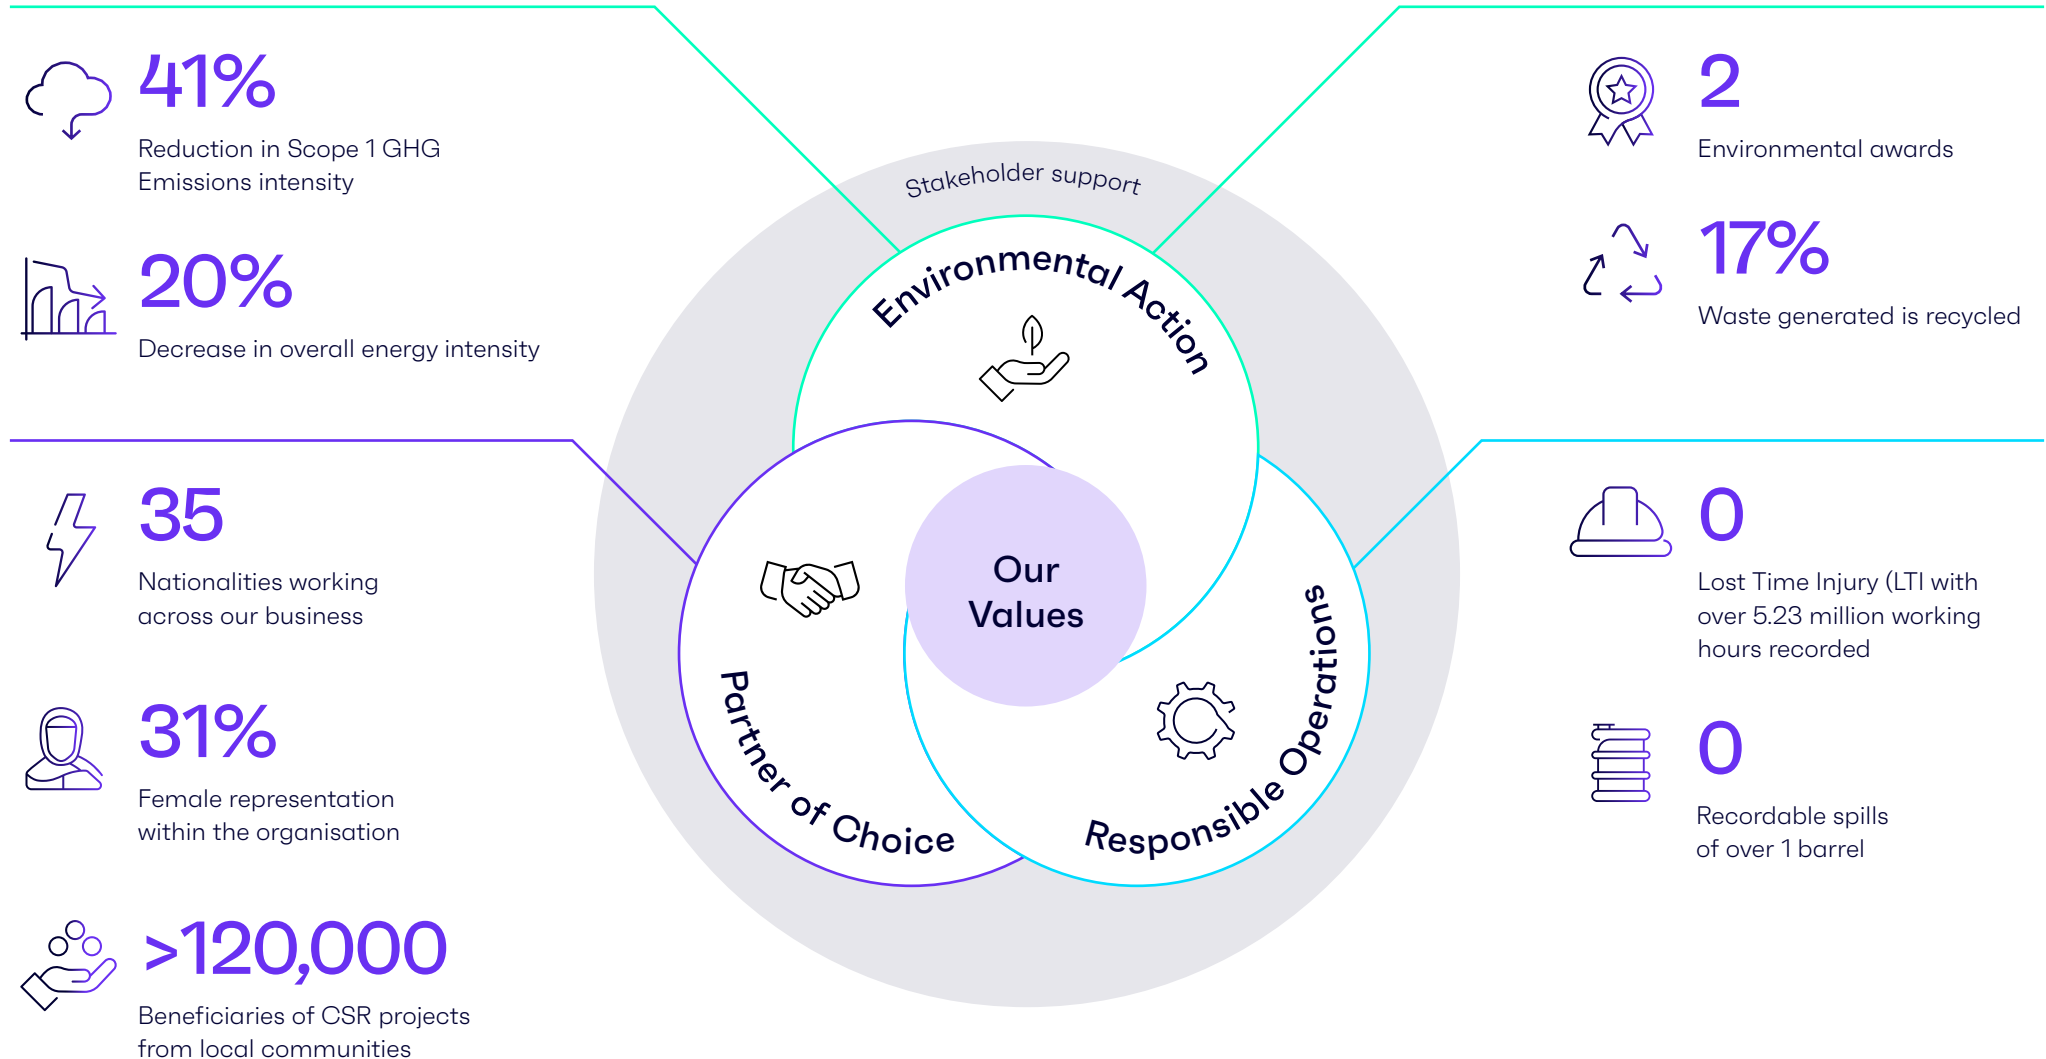 41%
Reduction in Scope 1 GHG
Emissions intensity
20%
Decrease in overall energy intensity
2
Environmental awards
17%
Waste generated is recycled
Stakeholder support
Environmental Action
Our
Values
Partner of Choice
Responsible Operations
35
Nationalities working
across our business
31%
Female representation
within the organisation
>120,000
Beneficiaries of CSR projects
from local communities
0
Lost Time Injury (LTI with
over 5.23 million working
hours recorded
0
Recordable spills
of over 1 barrel